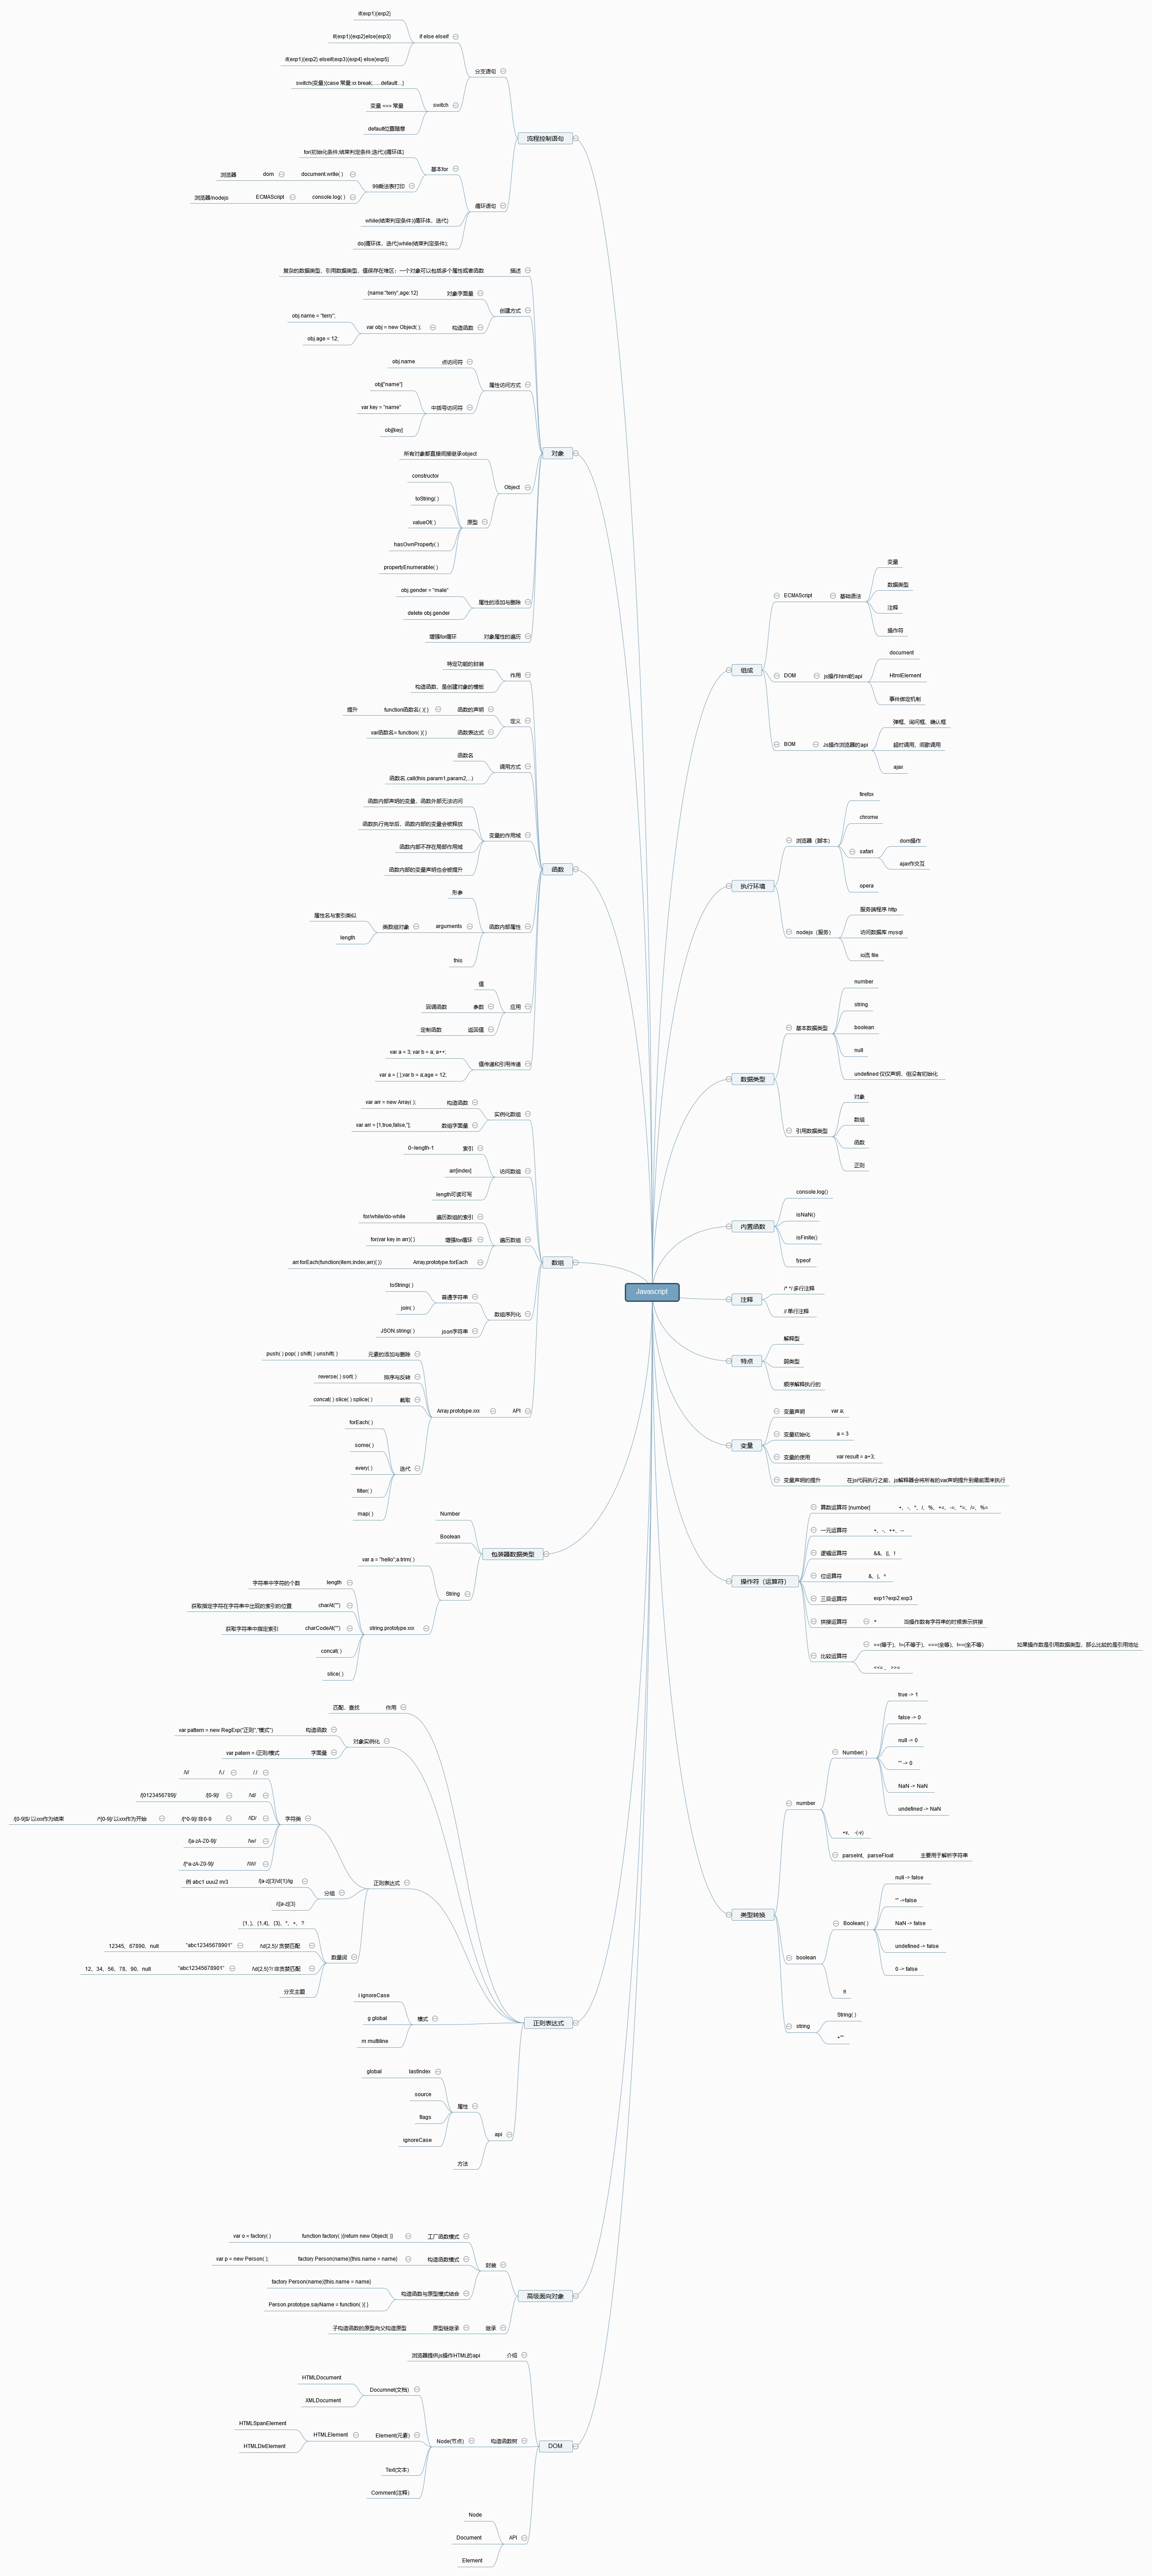 Javascript
流程控制语句
分支语句
if else elseif
if(exp1){exp2}
if(exp1){exp2}else{exp3}
if(exp1){exp2} elseif(exp3){exp4} else{exp5}
switch
switch(变量){case 常量:xx break;......default....}
变量 === 常量
default位置随意
循环语句
基本for
for(初始化条件;结束判定条件;迭代){循环体}
99乘法表打印
document.write( )
dom
浏览器
console.log( )
ECMAScript
浏览器/nodejs
while(结束判定条件){循环体，迭代}
do{循环体，迭代}while(结束判定条件);
对象
描述
复杂的数据类型，引用数据类型，值保存在堆区；一个对象可以包括多个属性或者函数
创建方式
对象字面量
{name:"terry",age:12}
构造函数
var obj = new Object( );
obj.name = "terry";
obj.age = 12;
属性访问方式
点访问符
obj.name
中括号访问符
obj["name"]
var key = "name"
obj[key]
Object
所有对象都直接间接继承object
原型
constructor
toString( )
valueOf( )
hasOwnProperty( )
propertyEnumerable( )
属性的添加与删除
obj.gender = "male"
delete obj.gender
对象属性的遍历
增强for循环
函数
作用
特定功能的封装
构造函数，是创建对象的模板
定义
函数的声明
function函数名( ){ }
提升
函数表达式
var函数名= function( ){ }
调用方式
函数名
函数名.call(this,param1,param2,...)
变量的作用域
函数内部声明的变量，函数外部无法访问
函数执行完毕后，函数内部的变量会被释放
函数内部不存在局部作用域
函数内部的变量声明也会被提升
函数内部属性
形参
arguments
类数组对象
属性名与索引类似
length
this
应用
值
参数
回调函数
返回值
定制函数
值传递和引用传递
var a = 3; var b = a; a++;
var a = { };var b = a;age = 12;
数组
实例化数组
构造函数
var arr = new Array( );
数组字面量
var arr = [1,true,false,''];
访问数组
索引
0~length-1
arr[index]
length可读可写
遍历数组
遍历数组的索引
for/while/do-while
增强for循环
for(var key in arr){ }
Array.prototype.forEach
arr.forEach(function(item,index,arr){ })
数组序列化
普通字符串
toString( )
join( )
json字符串
JSON.string( )
API
Array.prototype.xxx
元素的添加与删除
push( ) pop( ) shift( ) unshift( )
排序与反转
reverse( ) sort( )
截取
concat( ) slice( ) splice( )
迭代
forEach( )
some( )
every( )
filter( )
map( )
包装器数据类型
Number
Boolean
String
var a = "hello";a.trim( )
string.prototype.xxx
length
字符串中字符的个数
charAt("")
获取指定字符在字符串中出现的索引的位置
charCodeAt("")
获取字符串中指定索引
concat( )
slice( )
正则表达式
作用
匹配、查找
对象实例化
构造函数
var pattern = new RegExp("正则","模式")
字面量
var patern = /正则/模式
正则表达式
字符类
/./
/\./
/\d/
/[0-9]/
/[0123456789]/
/\D/
/[^0-9]/ 非0-9
/^[0-9]/ 以xxx作为开始
/[0-9]$/ 以xxx作为结束
/\w/
/[a-zA-Z0-9]/
/\W/
/[^a-zA-Z0-9]/
分组
/[a-z]{3}\d{1}/ig
例 abc1 uuu2 mi3
/([a-z]){3}
数量词
{1, }、{1,4}、{3}、*、+、?
/\d{2,5}/ 贪婪匹配
"abc12345678901"
12345、67890、null
/\d{2,5}?/ 非贪婪匹配
"abc12345678901"
12、34、56、78、90、null
分支主题
模式
i ignoreCase
g global
m multiline
api
属性
lastIndex
global
source
flags
ignoreCase
方法
高级面向对象
封装
工厂函数模式
function factory( ){return new Object( )}
var o = factory( )
构造函数模式
factory Person(name){this.name = name}
var p = new Person( );
构造函数与原型模式结合
factory Person(name){this.name = name}
Person.prototype.sayName = function( ){ }
继承
原型链继承
子构造函数的原型向父构造原型
DOM
介绍
浏览器提供js操作HTML的api
构造函数树
Node(节点)
Documnet(文档)
HTMLDocument
XMLDocument
Element(元素)
HTMLElement
HTMLSpanElement
HTMLDivElement
Text(文本)
Comment(注释)
API
Node
Document
Element
组成
ECMAScript
基础语法
变量
数据类型
注释
操作符
DOM
js操作html的api
document
HtmlElement
事件绑定机制
BOM
Js操作浏览器的api
弹框、询问框、确认框
超时调用、间歇调用
ajax
执行环境
浏览器（脚本）
firefox
chrome
safari
dom操作
ajax作交互
opera
nodejs（服务）
服务端程序 http
访问数据库 mysql
io流 file
数据类型
基本数据类型
number
string
boolean
null
undefined 仅仅声明、但没有初始化
引用数据类型
对象
数组
函数
正则
内置函数
console.log()
isNaN()
isFinite()
typeof
注释
/* */ 多行注释
// 单行注释
特点
解释型
弱类型
顺序解释执行的
变量
变量声明
var a;
变量初始化
a = 3
变量的使用
var result = a+3;
变量声明的提升
在js代码执行之前，js解释器会将所有的var声明提升到最前面来执行
操作符（运算符）
算数运算符 [number]
+、-、*、/、%、+=、-=、*=、/=、%=
一元运算符
+、-、++、--
逻辑运算符
&&、||、!
位运算符
&、|、^
三目运算符
exp1?exp2:exp3
拼接运算符
+
当操作数有字符串的时候表示拼接
比较运算符
==(等于)、!=(不等于)、===(全等)、!==(全不等)
如果操作数是引用数据类型，那么比较的是引用地址
<<= 、 >>=
类型转换
number
Number( )
true -> 1
false -> 0
null -> 0
"" -> 0
NaN -> NaN
undefined -> NaN
+v、 -(-v)
parseInt、parseFloat
主要用于解析字符串
boolean
Boolean( )
null -> false
"" ->false
NaN -> false
undefined -> false
0 -> false
!!
string
String( )
+""